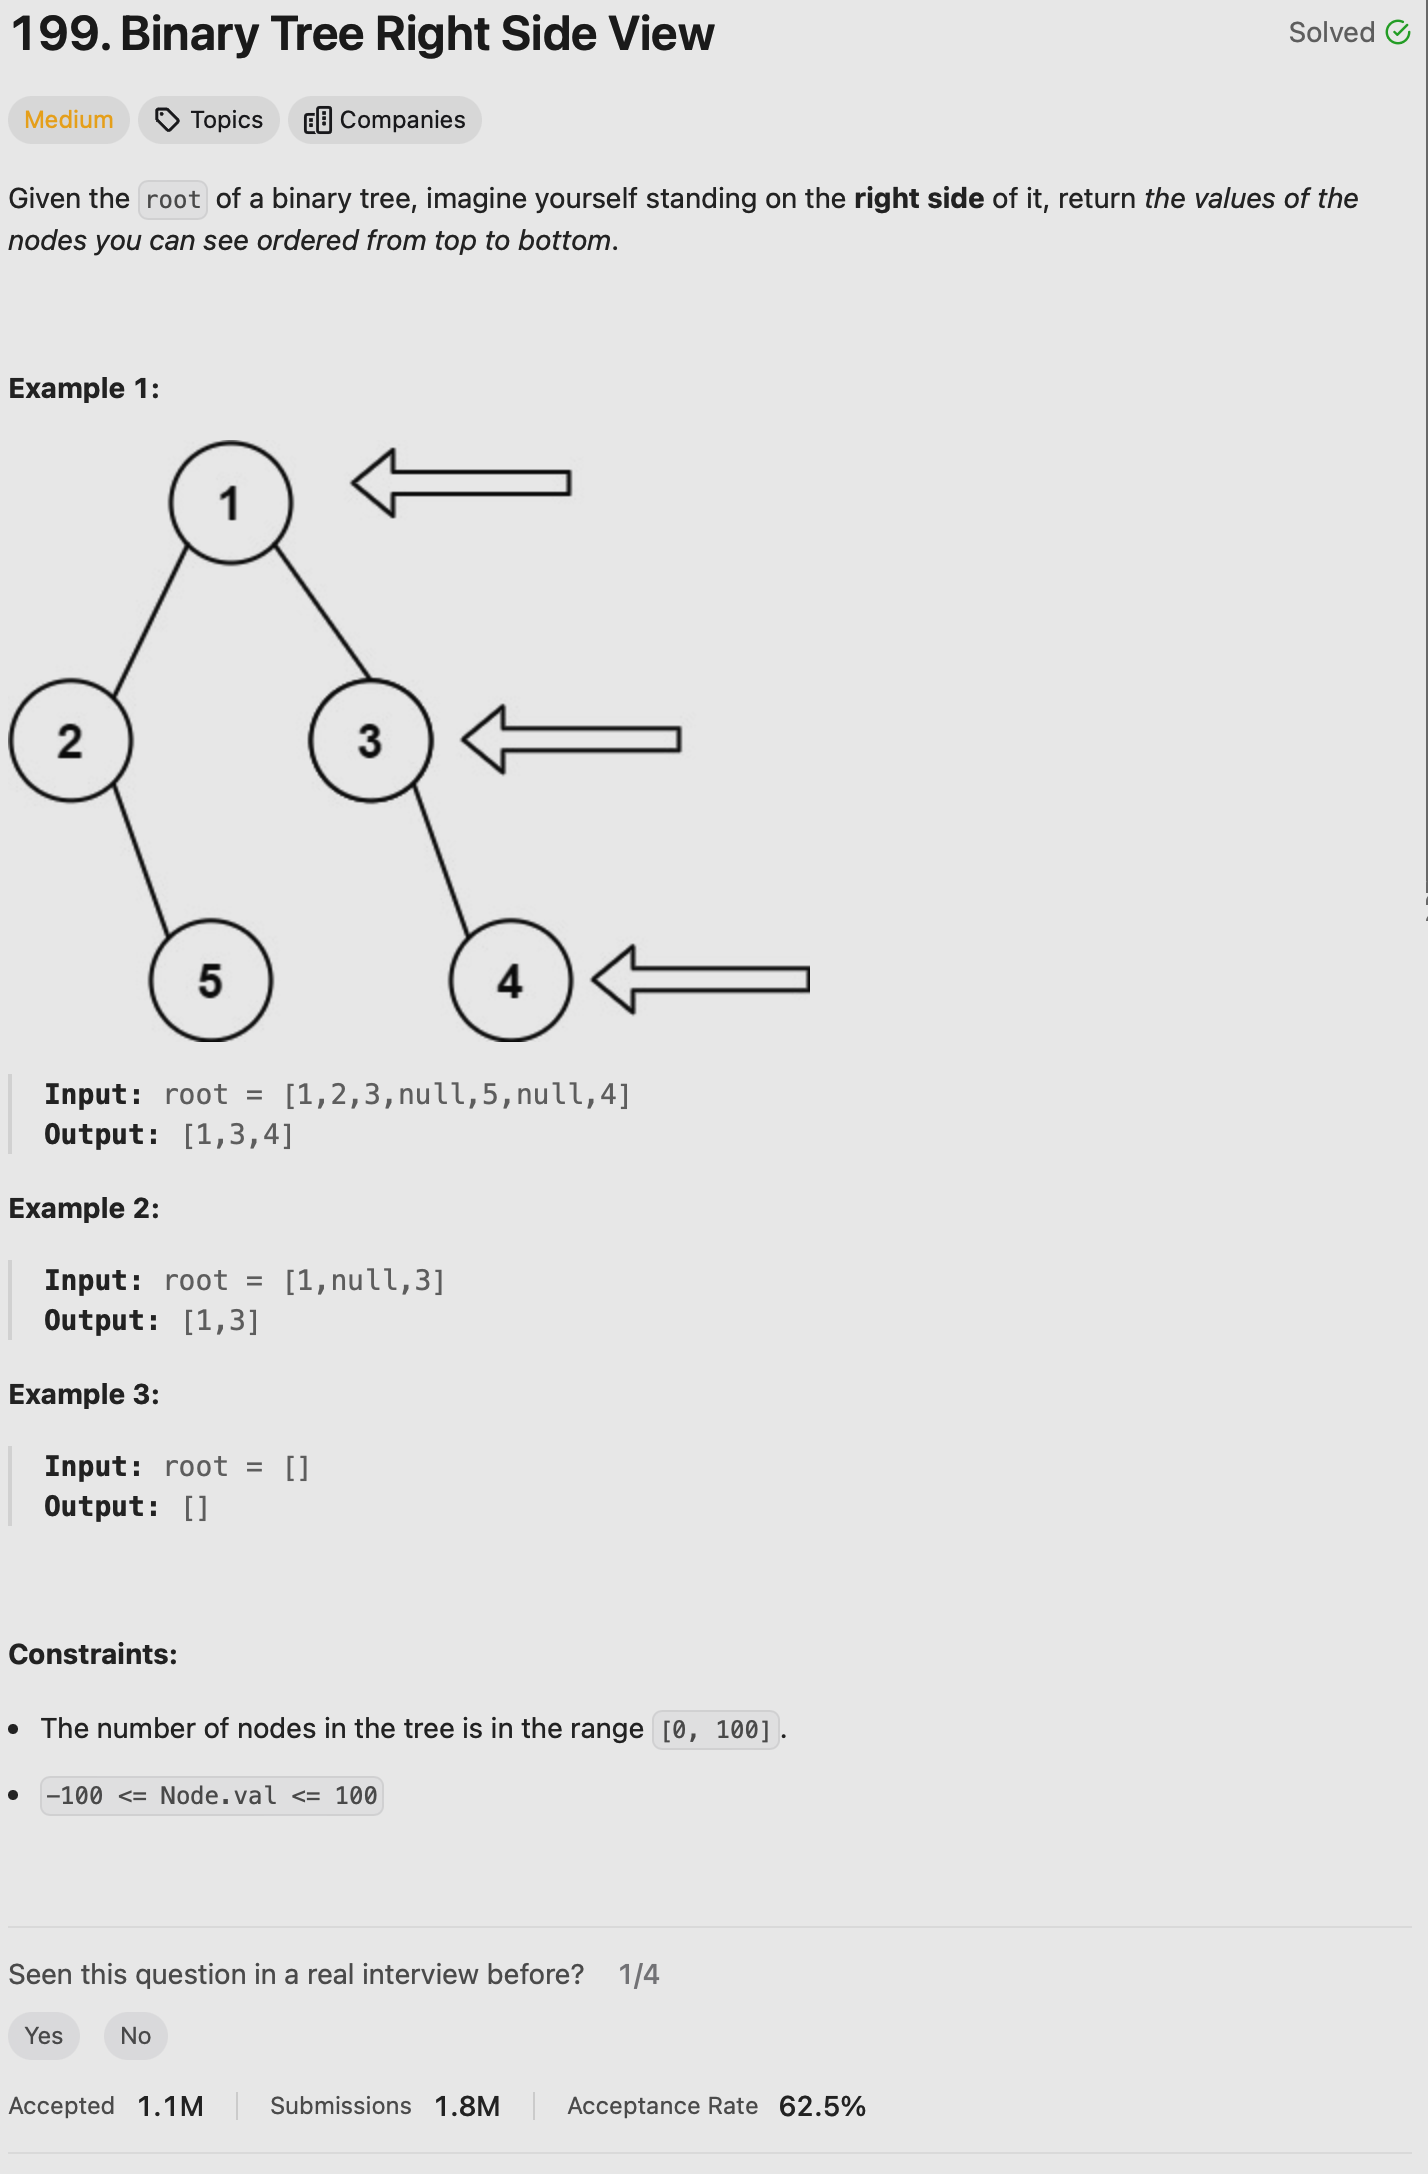 199. Binary Tree Right Side View
Solved
Medium
Topics
Companies
Given the root of a binary tree, imagine yourself standing on the right side of it, return the values of the
nodes you can see ordered from top to bottom.
Example 1:
1
2
3
5
4
Input: root = [1,2,3,null,5,null,4]
Output: [1,3,4]
Example 2:
Input: root = [1,null,3]
Output: [1,3]
Example 3:
Input: root = []
Output: []
Constraints:
• The number of nodes in the tree is in the range [0, 100].
• -100 <= Node.val <= 100
Seen this question in a real interview before? 1/4
Yes No
Accepted 1.1M Submissions 1.8M Acceptance Rate 62.5%